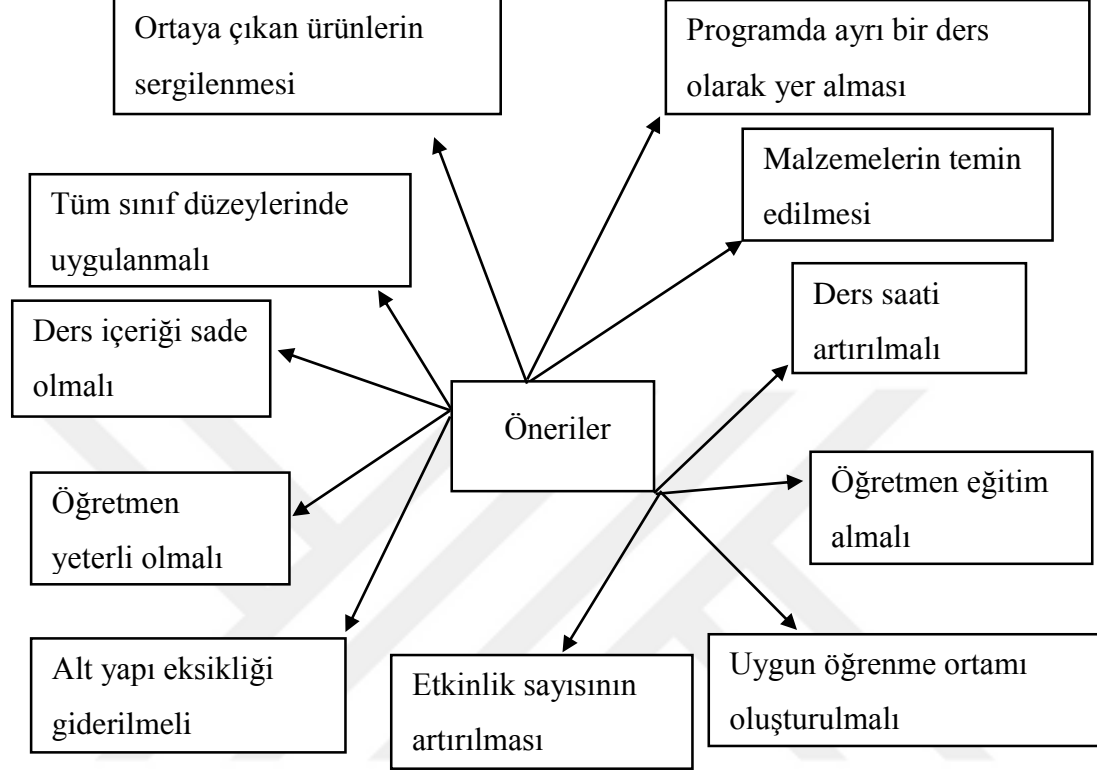 Ortaya çıkan ürünlerin
sergilenmesi
Programda ayrı bir ders
olarak yer alması
Malzemelerin temin
edilmesi
Tüm sınıf düzeylerinde
uygulanmalı
Ders saati
artırılmalı
Ders içeriği sade
olmalı
Öneriler
Öğretmen
yeterli olmalı
Öğretmen eğitim
almalı
Alt yapı eksikliği
giderilmeli
Etkinlik sayısının
artırılması
Uygun öğrenme ortamı
oluşturulmalı